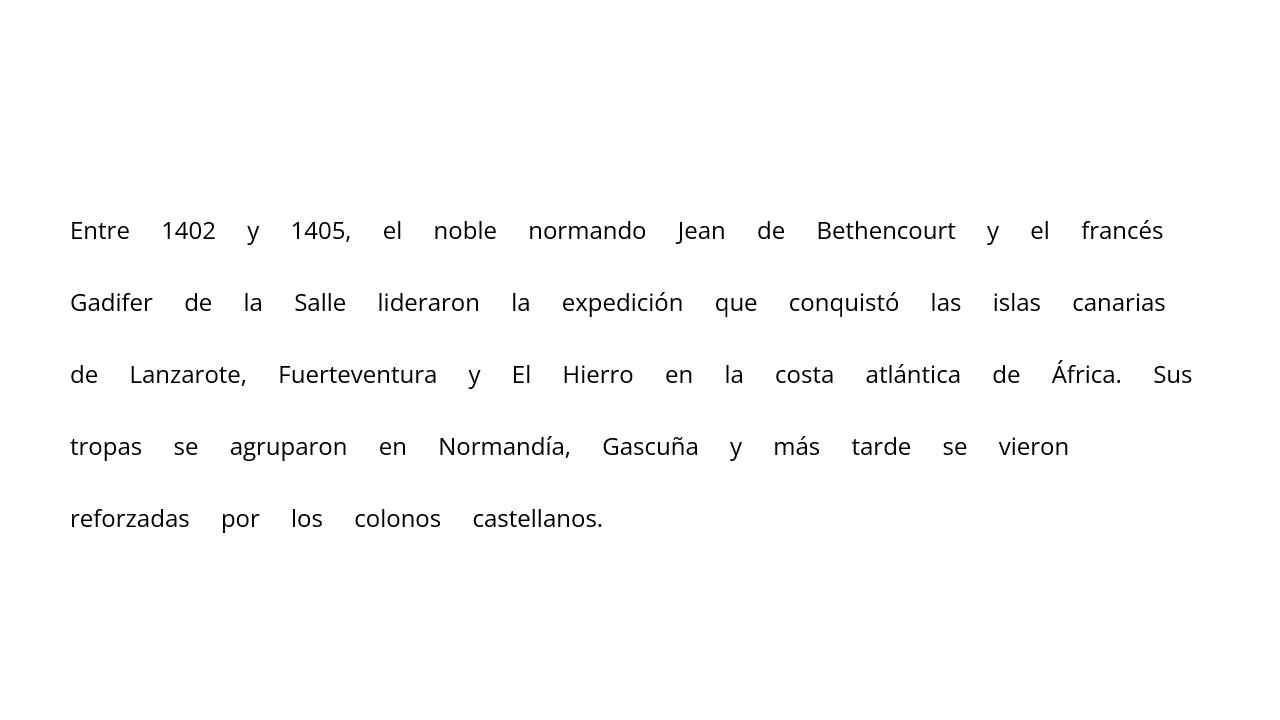 Entre 1402 y 1405, el noble normando Jean de Bethencourt y el francés
Gadifer de la Salle lideraron la expedición que conquistó las islas canarias
de Lanzarote, Fuerteventura y El Hierro en la costa atlántica de África. Sus
tropas se agruparon en Normandía, Gascuña y más tarde se vieron
reforzadas por los colonos castellanos.